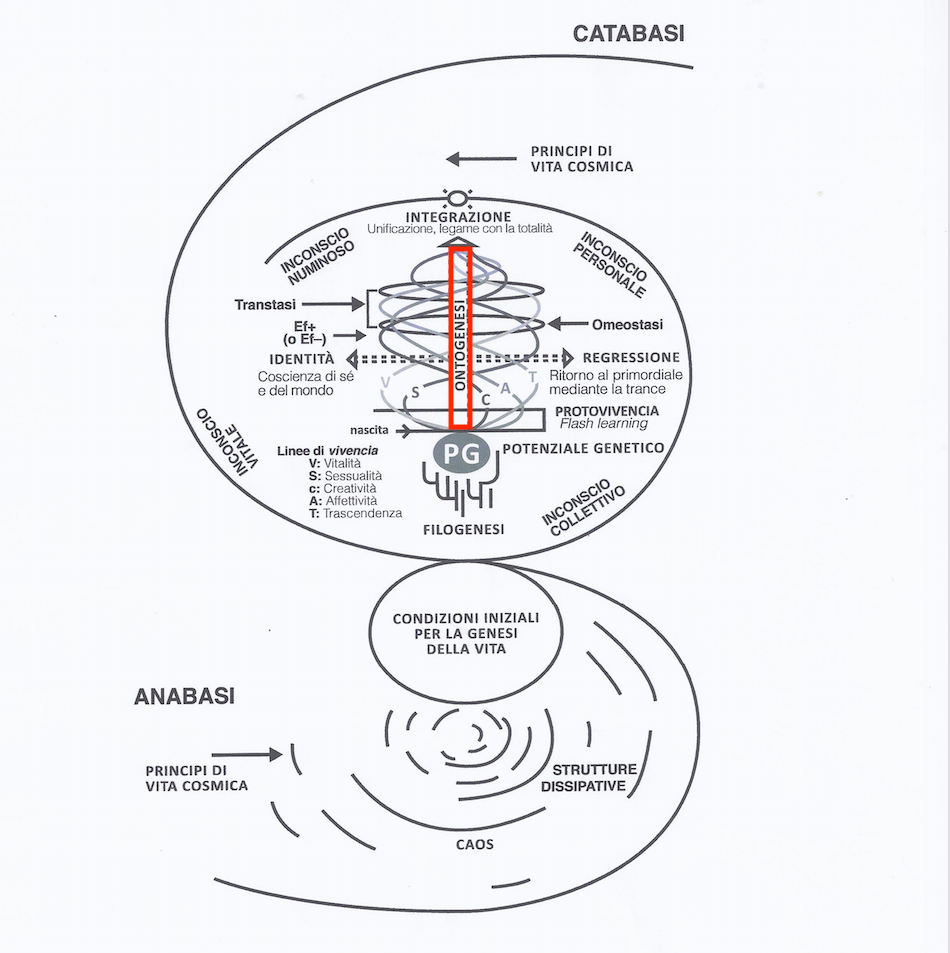 CATABASI
PRINCIPI DI
VITA COSMICA
INTEGRAZIONE
Unificazione, legame con la totalità
INCONSCIO
NUMINOSO
INCONSCIO
PERSONALE
Transtasi
Ef+
(o Ef–)
Omeostasi
ONTOGENESI
IDENTITÀ
Coscienza di sé
e del mondo
REGRESSIONE
Ritorno al primordiale
mediante la trance
V
S
C
A
T
PROTOVIVENCIA
Flash learning
nascita
PG
POTENZIALE GENETICO
INCONSCIO
VITALE
Linee di vivencia
V: Vitalità
S: Sessualità
c: Creatività
A: Affettività
T: Trascendenza
FILOGENESI
INCONSCIO
COLLETTIVO
CONDIZIONI INIZIALI
PER LA GENESI
DELLA VITA
ANABASI
PRINCIPI DI
VITA COSMICA
STRUTTURE
DISSIPATIVE
CAOS